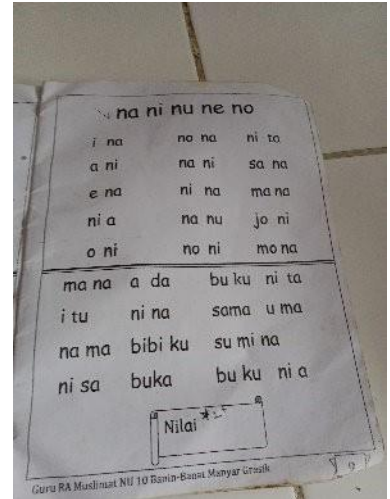 na ni nu ne no
i na no na ni ta
a ni na ni sa na
e na ni na ma na
ni a na nu jo ni
o ni no ni mo na
ma na a da bu ku ni ta
i tu ni na sama u ma
na ma bibi ku su mi na
ni sa buka bu ku ni a
Nilai
Guru RA Muslimat NU 10 Banin-Banat Manyar Gresik